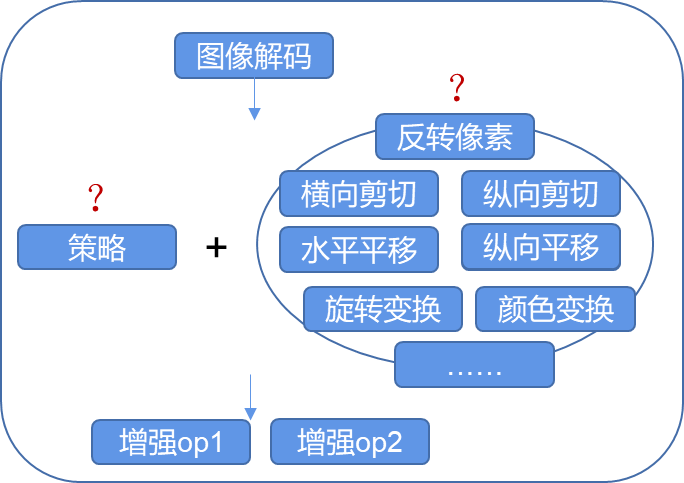 图像解码
?
反转像素
横向剪切
纵向剪切
?
策略
+
水平平移
纵向平移
旋转变换
颜色变换
……
增强op1
增强op2